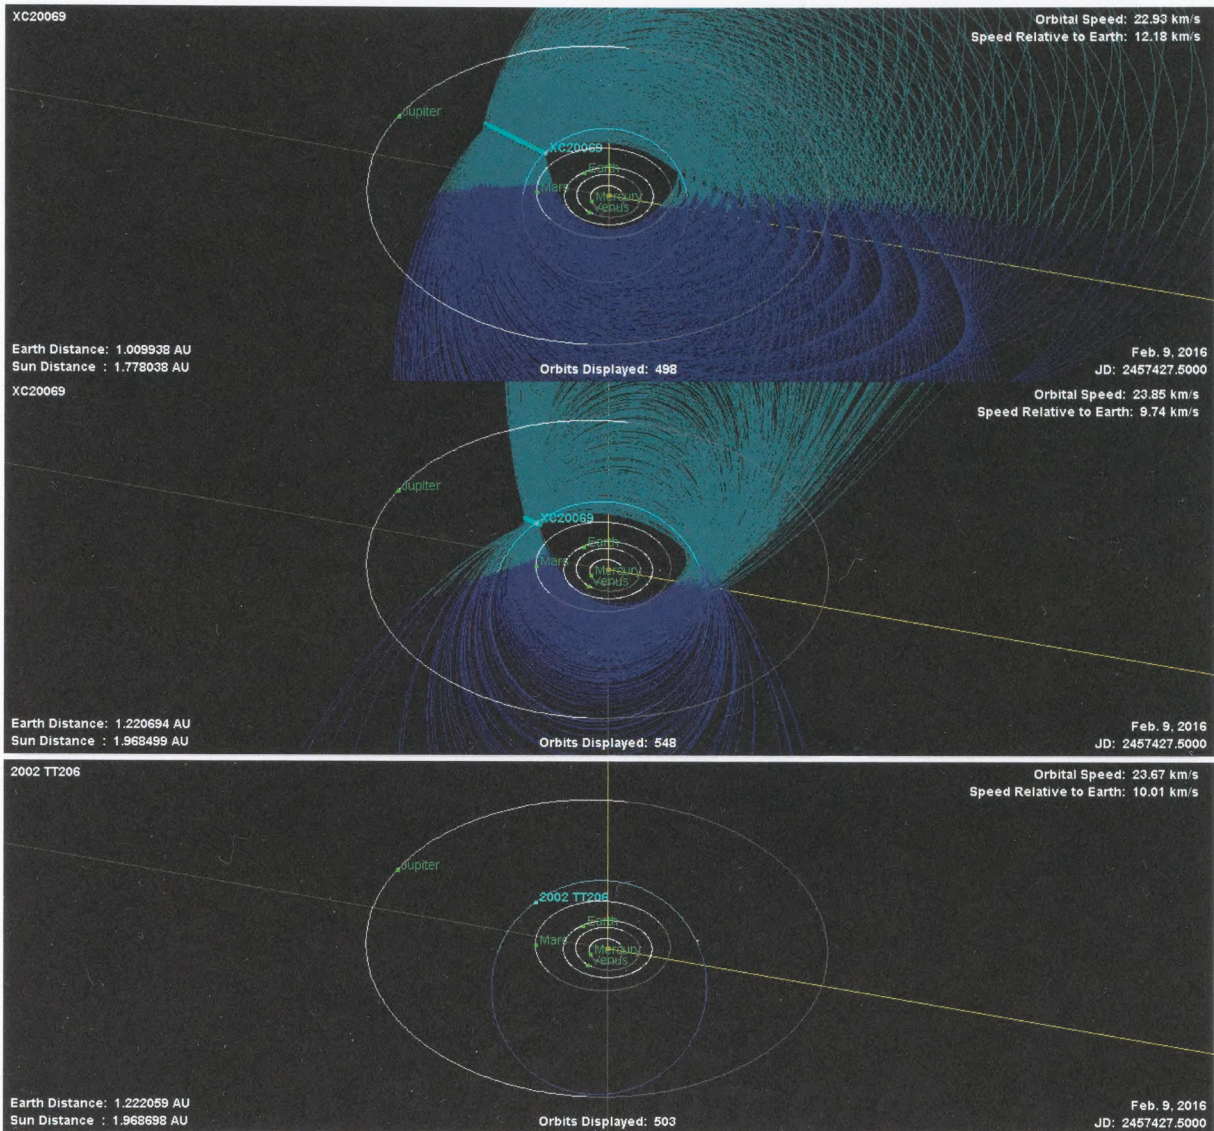 XC20069
Orbital Speed: 22.93 km/s
Speed Relative to Earth: 12.18 km/s
Jupiter
XC20069
Earth
Mars
Mercury
Venus
Earth Distance: 1.009938 AU
Sun Distance : 1.778038 AU
Orbits Displayed: 498
Feb. 9, 2016
JD: 2457427.5000
XC20069
Orbital Speed: 23.85 km/s
Speed Relative to Earth: 9.74 km/s
Jupiter
XC20069
Earth
Mars
Mercury
Venus
Earth Distance: 1.220694 AU
Sun Distance : 1.968499 AU
Orbits Displayed: 548
Feb. 9, 2016
JD: 2457427.5000
2002 TT206
Orbital Speed: 23.67 km/s
Speed Relative to Earth: 10.01 km/s
Jupiter
2002 TT206
Earth
Mars
Mercury
Venus
Earth Distance: 1.222059 AU
Sun Distance : 1.968698 AU
Orbits Displayed: 503
Feb. 9, 2016
JD: 2457427.5000